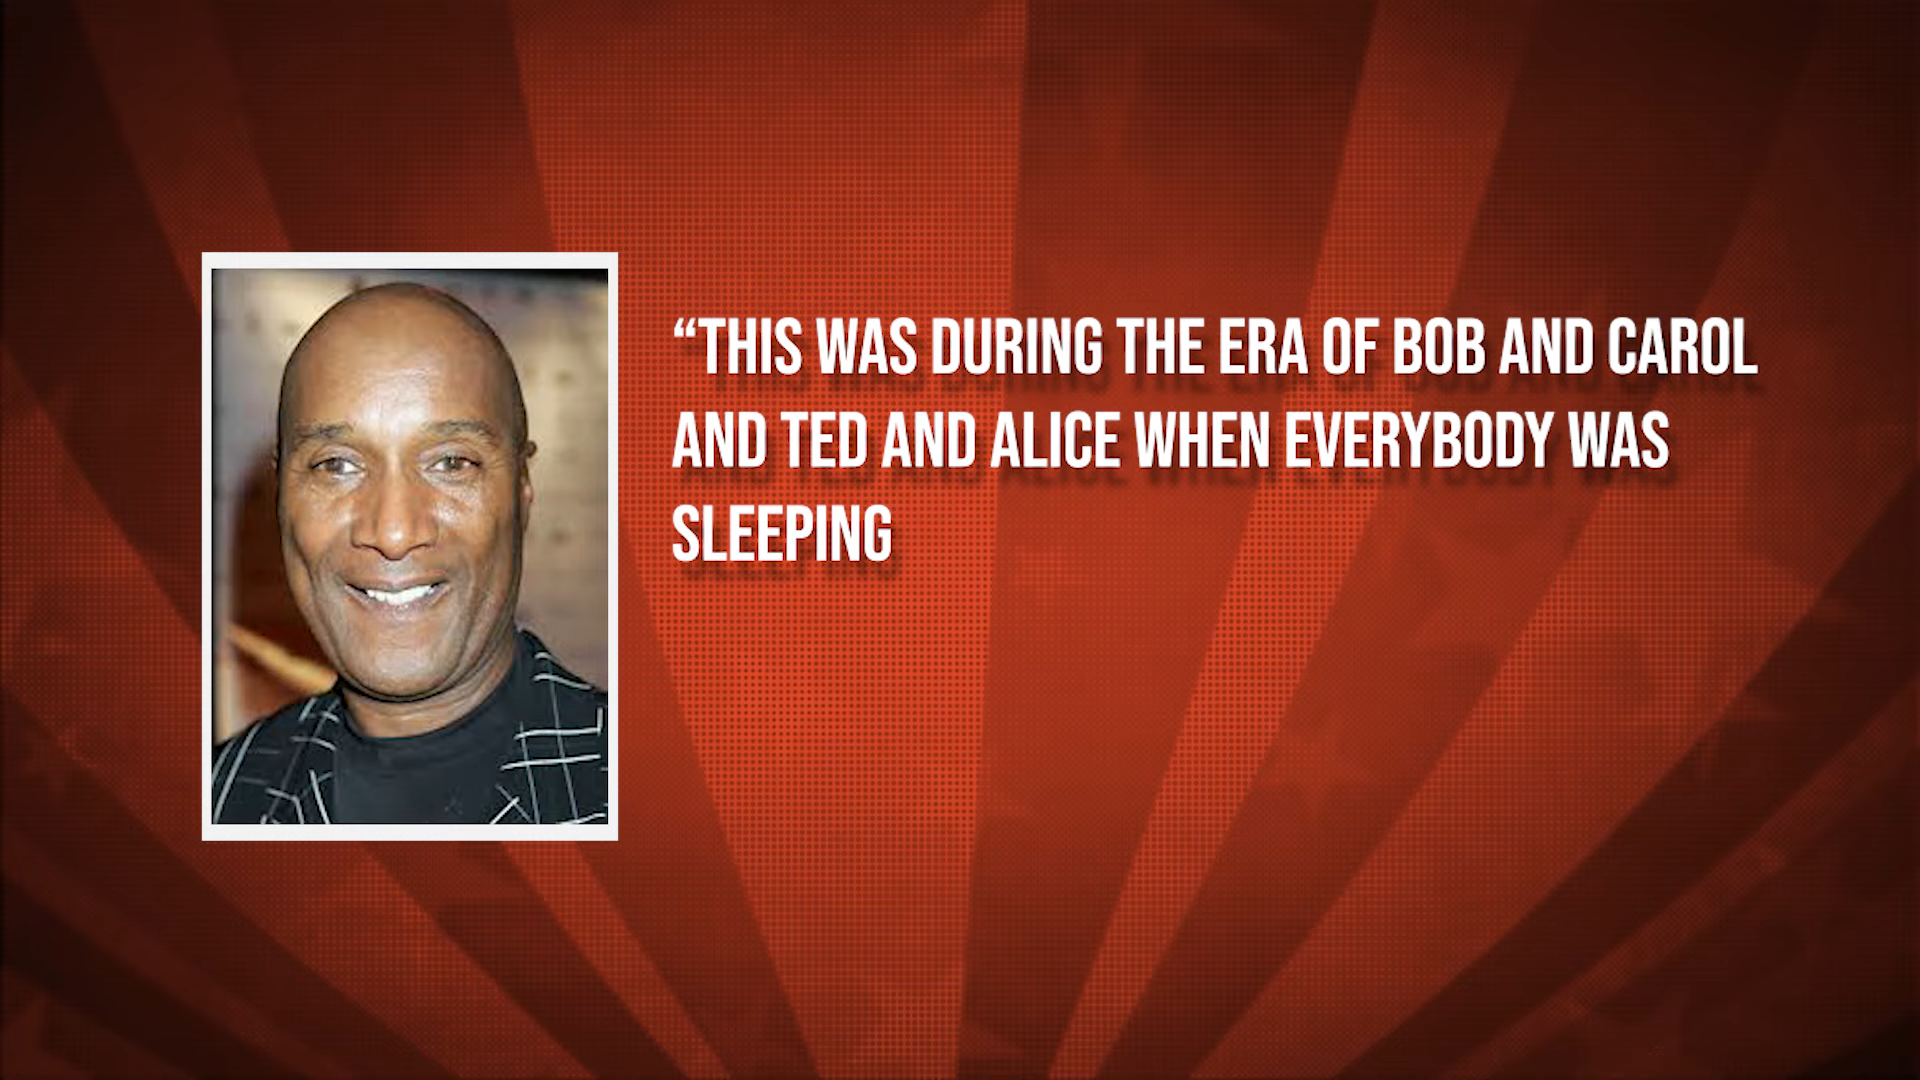 “THIS WAS DURING THE ERA OF BOB AND CAROL
AND TED AND ALICE WHEN EVERYBODY WAS
SLEEPING